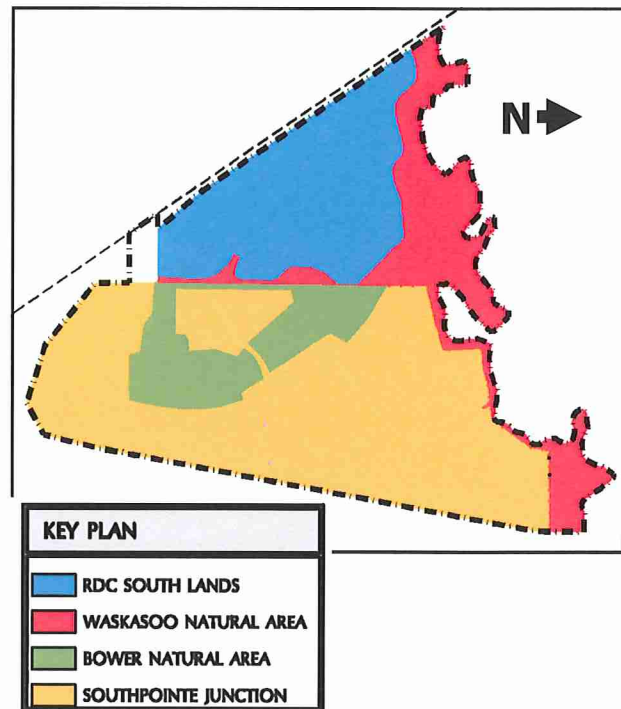 N
KEY PLAN
RDC SOUTH LANDS
WASKASOO NATURAL AREA
BOWER NATURAL AREA
SOUTHPOINTE JUNCTION